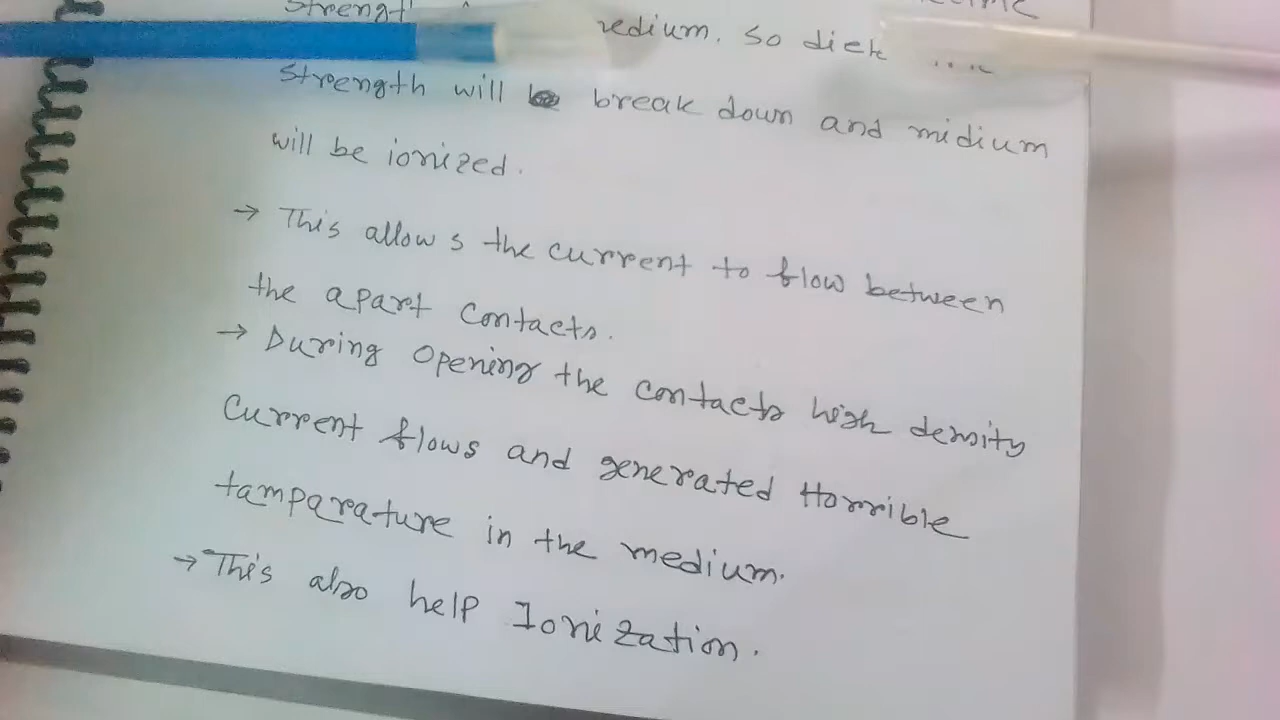 strengt
medium. so diek
strength will break down and midium
will be ionized.
→ This allows the current to flow between
the apart contacts.
→ During opening the contacts high density
current flows and generated Horrible
tamparature in the medium.
→ This also help Ionization.